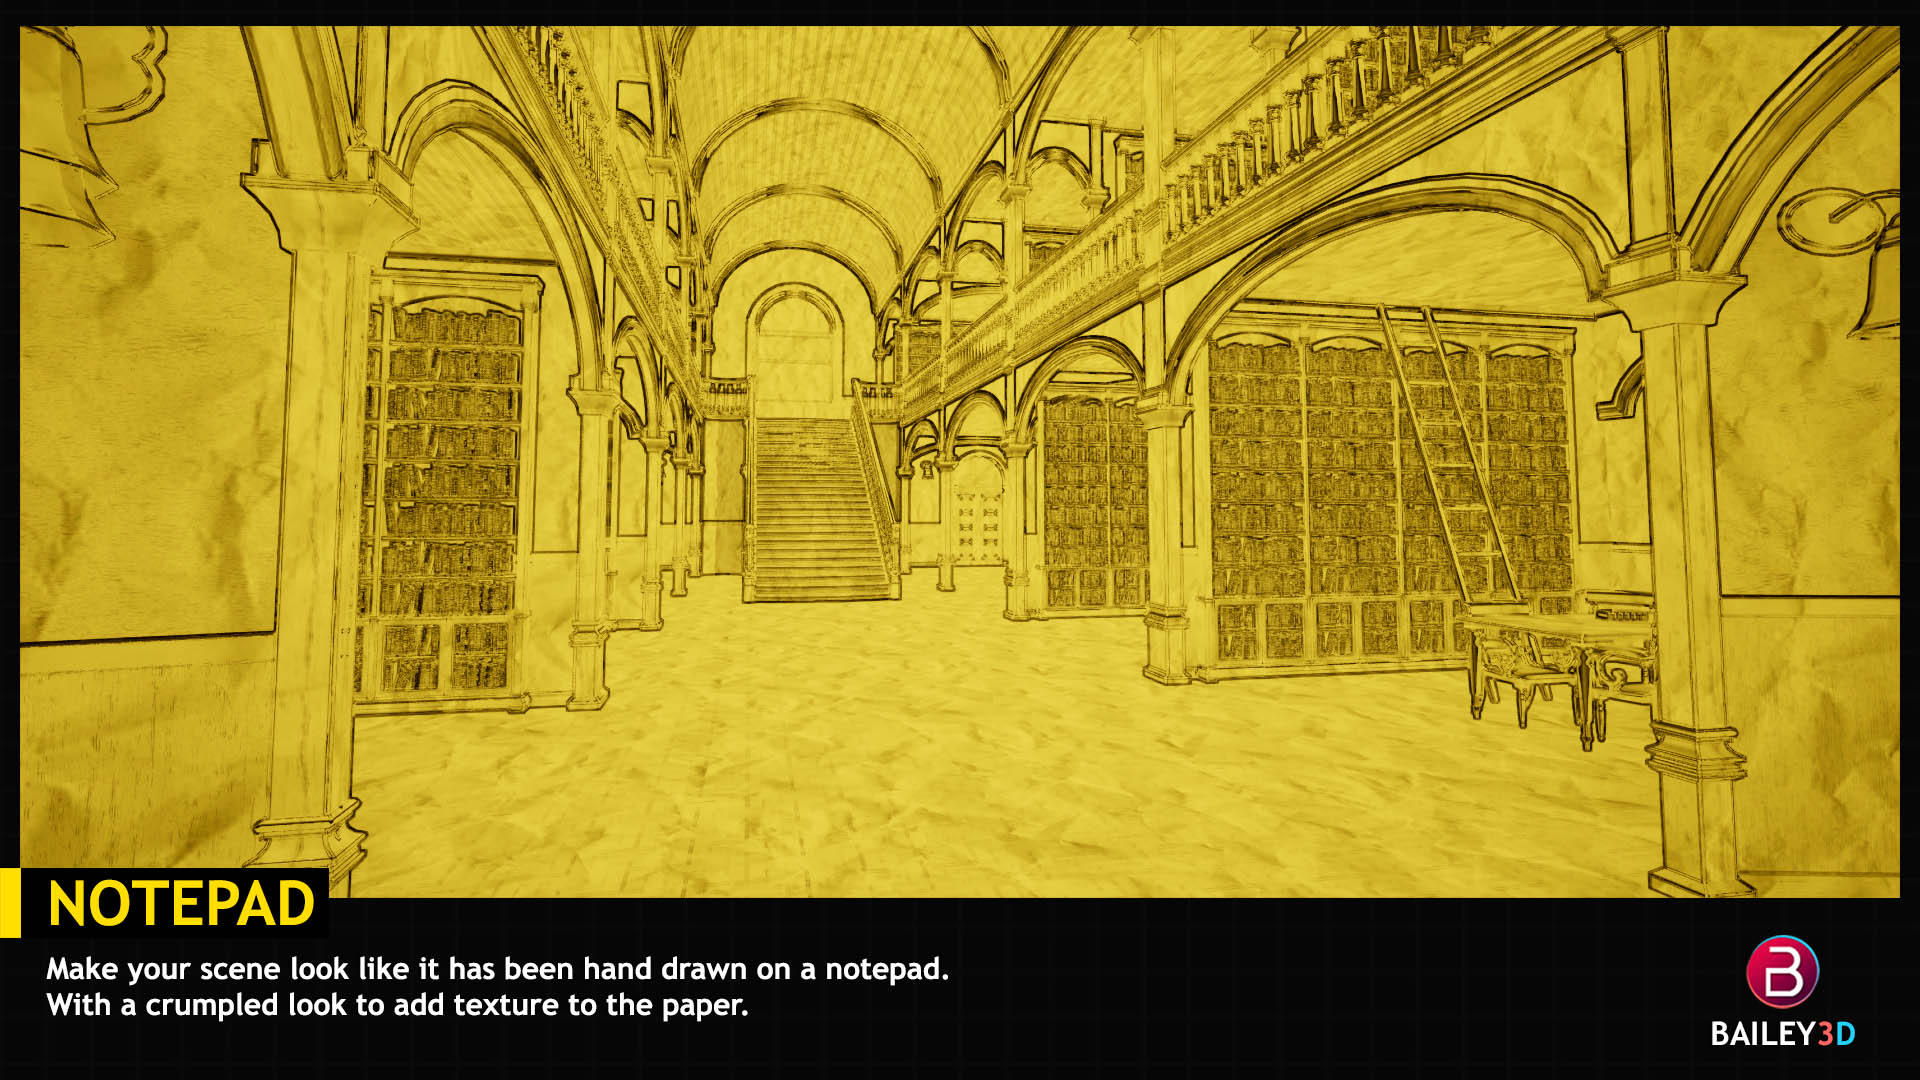 NOTEPAD
Make your scene look like it has been hand drawn on a notepad.
With a crumpled look to add texture to the paper.
B
BAILEY3D